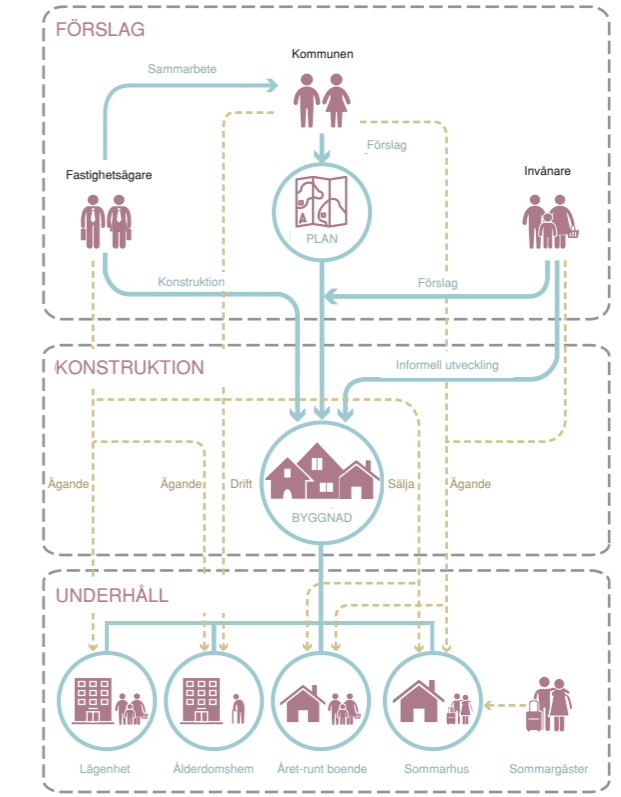 FÖRSLAG
Kommunen
Sammarbete
Förslag
Fastighetsägare
Invånare
A
PLAN
Konstruktion
Förslag
KONSTRUKTION
Informell utveckling
Ägande
Ägande
Drift
Sälja
Ägande
BYGGNAD
UNDERHÅLL
Lägenhet
Ålderdomshem
Året-runt boende
Sommarhus
Sommargäster